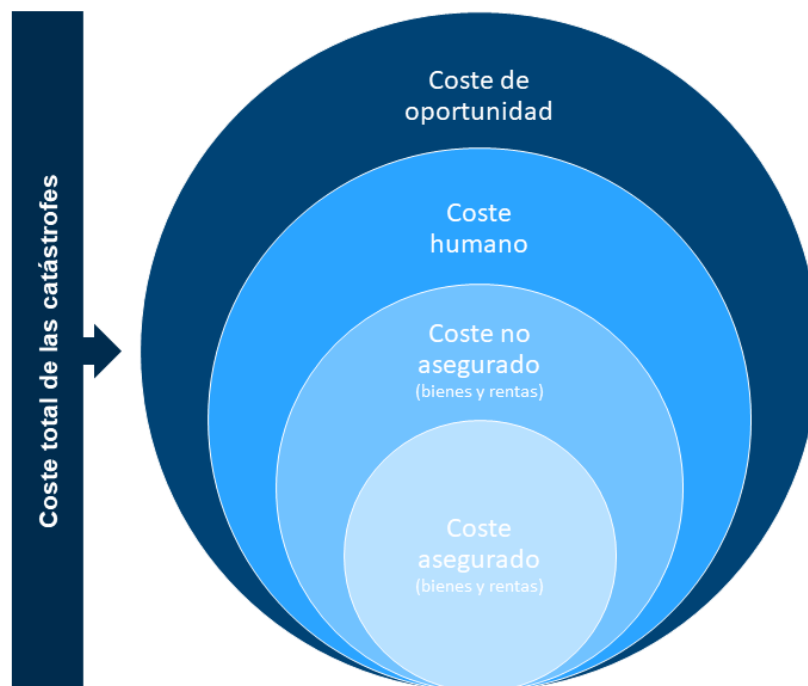 Coste total de las catástrofes
Coste de
oportunidad
Coste
humano
Coste no
asegurado
(bienes y rentas)
Coste
asegurado
(bienes y rentas)